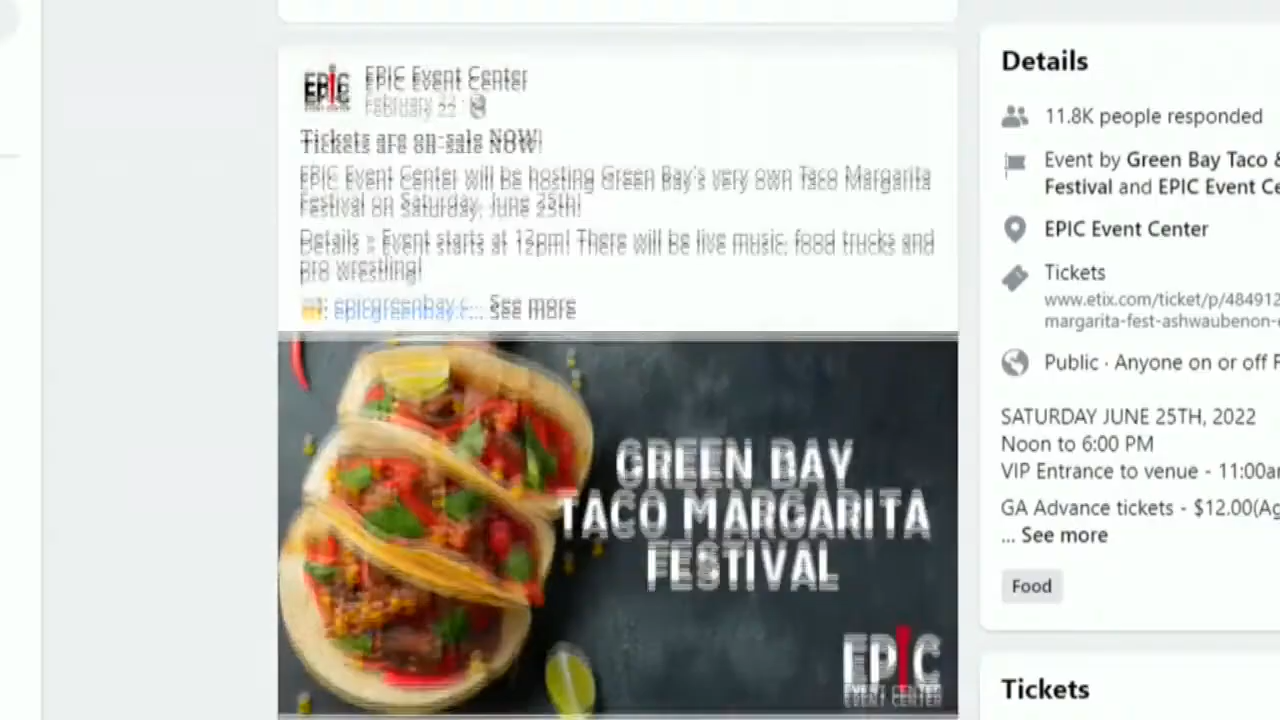 EPIC Event Center
February 22 ·
Tickets are on-sale NOW!
EPIC Event Center will be hosting Green Bay's very own Taco Margarita
Festival on Saturday, June 25th!
Details » Event starts at 12pm! There will be live music, food trucks and
pro wrestling!
: epicgreenbay.c... See more
GREEN BAY
TACO MARGARITA
FESTIVAL
EPIC
EVENT CENTER
Details
11.8K people responded
Event by Green Bay Taco &
Festival and EPIC Event Ce
EPIC Event Center
Tickets
www.etix.com/ticket/p/484912
margarita-fest-ashwaubenon-
Public · Anyone on or off F
SATURDAY JUNE 25TH, 2022
Noon to 6:00 PM
VIP Entrance to venue - 11:00a
GA Advance tickets - $12.00(Ag
... See more
Food
Tickets